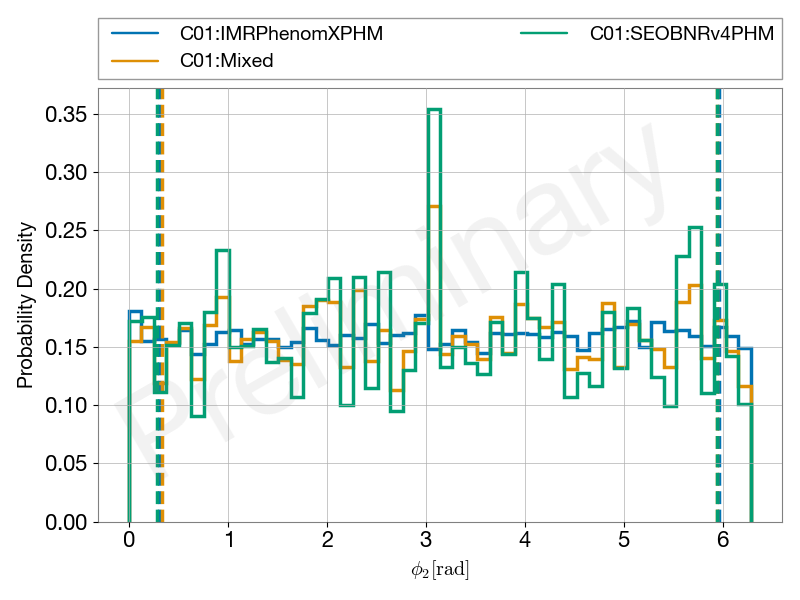 C01:IMRPhenomXPHM
C01:Mixed
C01:SEOBNRv4PHM
Preliminary
Probability Density
0.35
0.30
0.25
0.20
0.15
0.10
0.05
0.00
0 1 2 3 4 5 6
ϕ₂[rad]